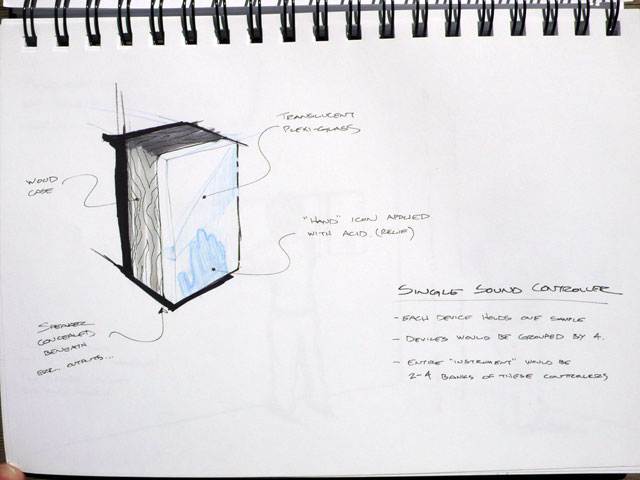 TRANSLUCENT
PLEXI-GLASS
WOOD
CASE
"HAND" ICON APPLIED
WITH ACID. (RELIEF)
SPEAKER
CONCEALED
BENEATH
ERR... OUTPUTS...
SINGLE SOUND CONTROLLER
- EACH DEVICE HOLDS ONE SAMPLE
- DEVICES WOULD BE GROUPED BY 4.
- ENTIRE "INSTRUMENT" WOULD BE
2-4 BANKS OF THESE CONTROLLERS